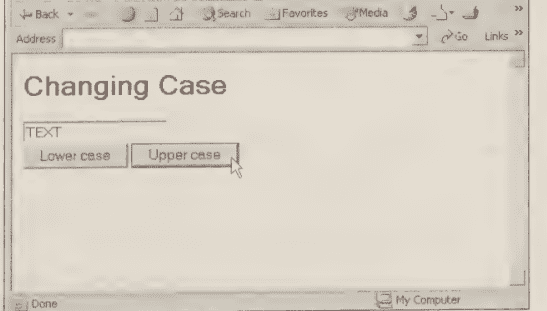 Back Search Favorites Media »
Address Go Links »
Changing Case
TEXT
Lower case Upper case
Done My Computer